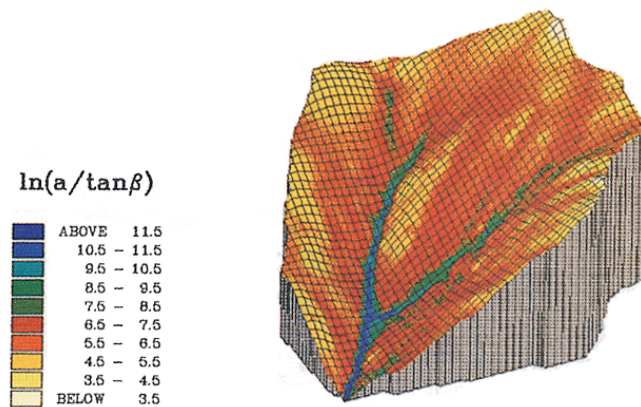 ln(a/tanβ)
ABOVE 11.5
10.5 – 11.5
9.5 – 10.5
8.5 – 9.5
7.5 – 8.5
6.5 – 7.5
5.5 – 6.5
4.5 – 5.5
3.5 – 4.5
BELOW 3.5